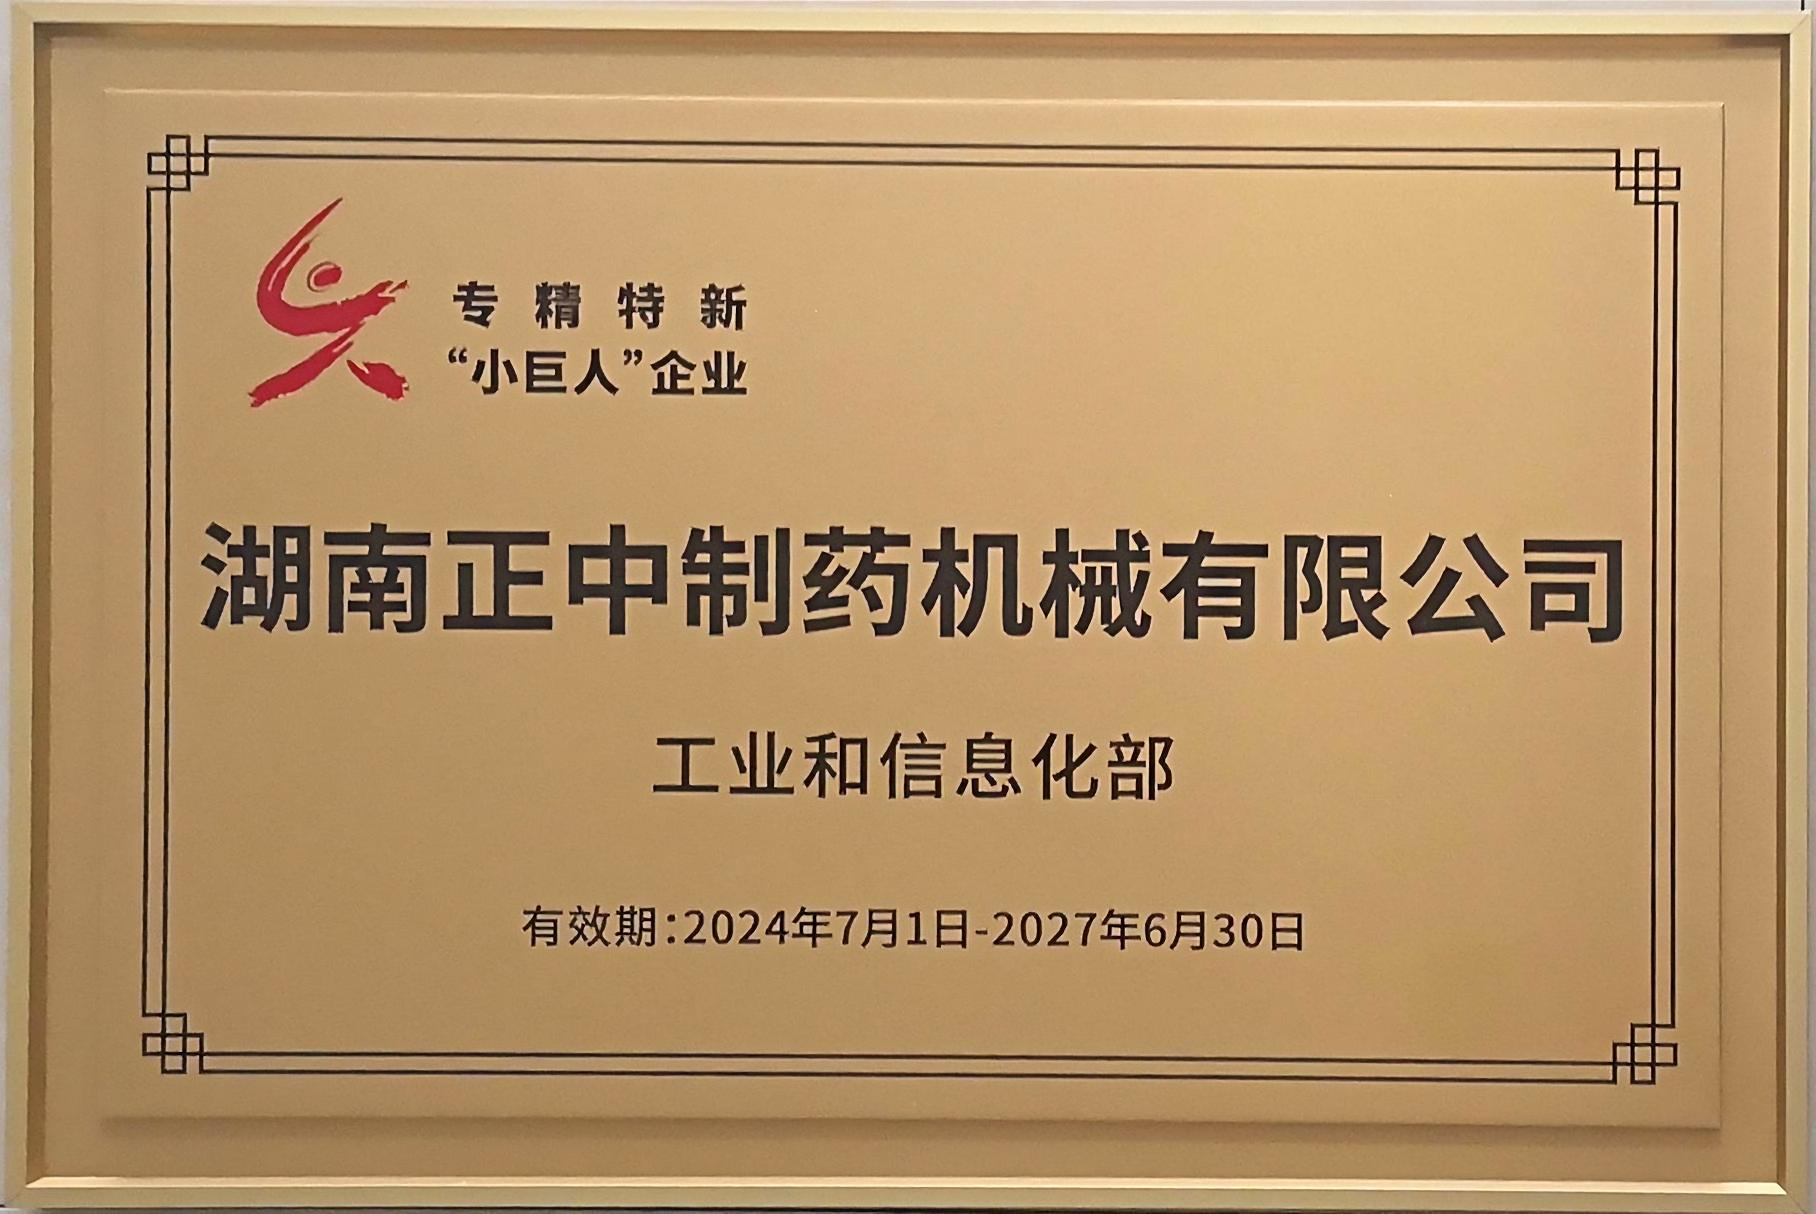 专精特新
“小巨人”企业
湖南正中制药机械有限公司
工业和信息化部
有效期:2024年7月1日-2027年6月30日